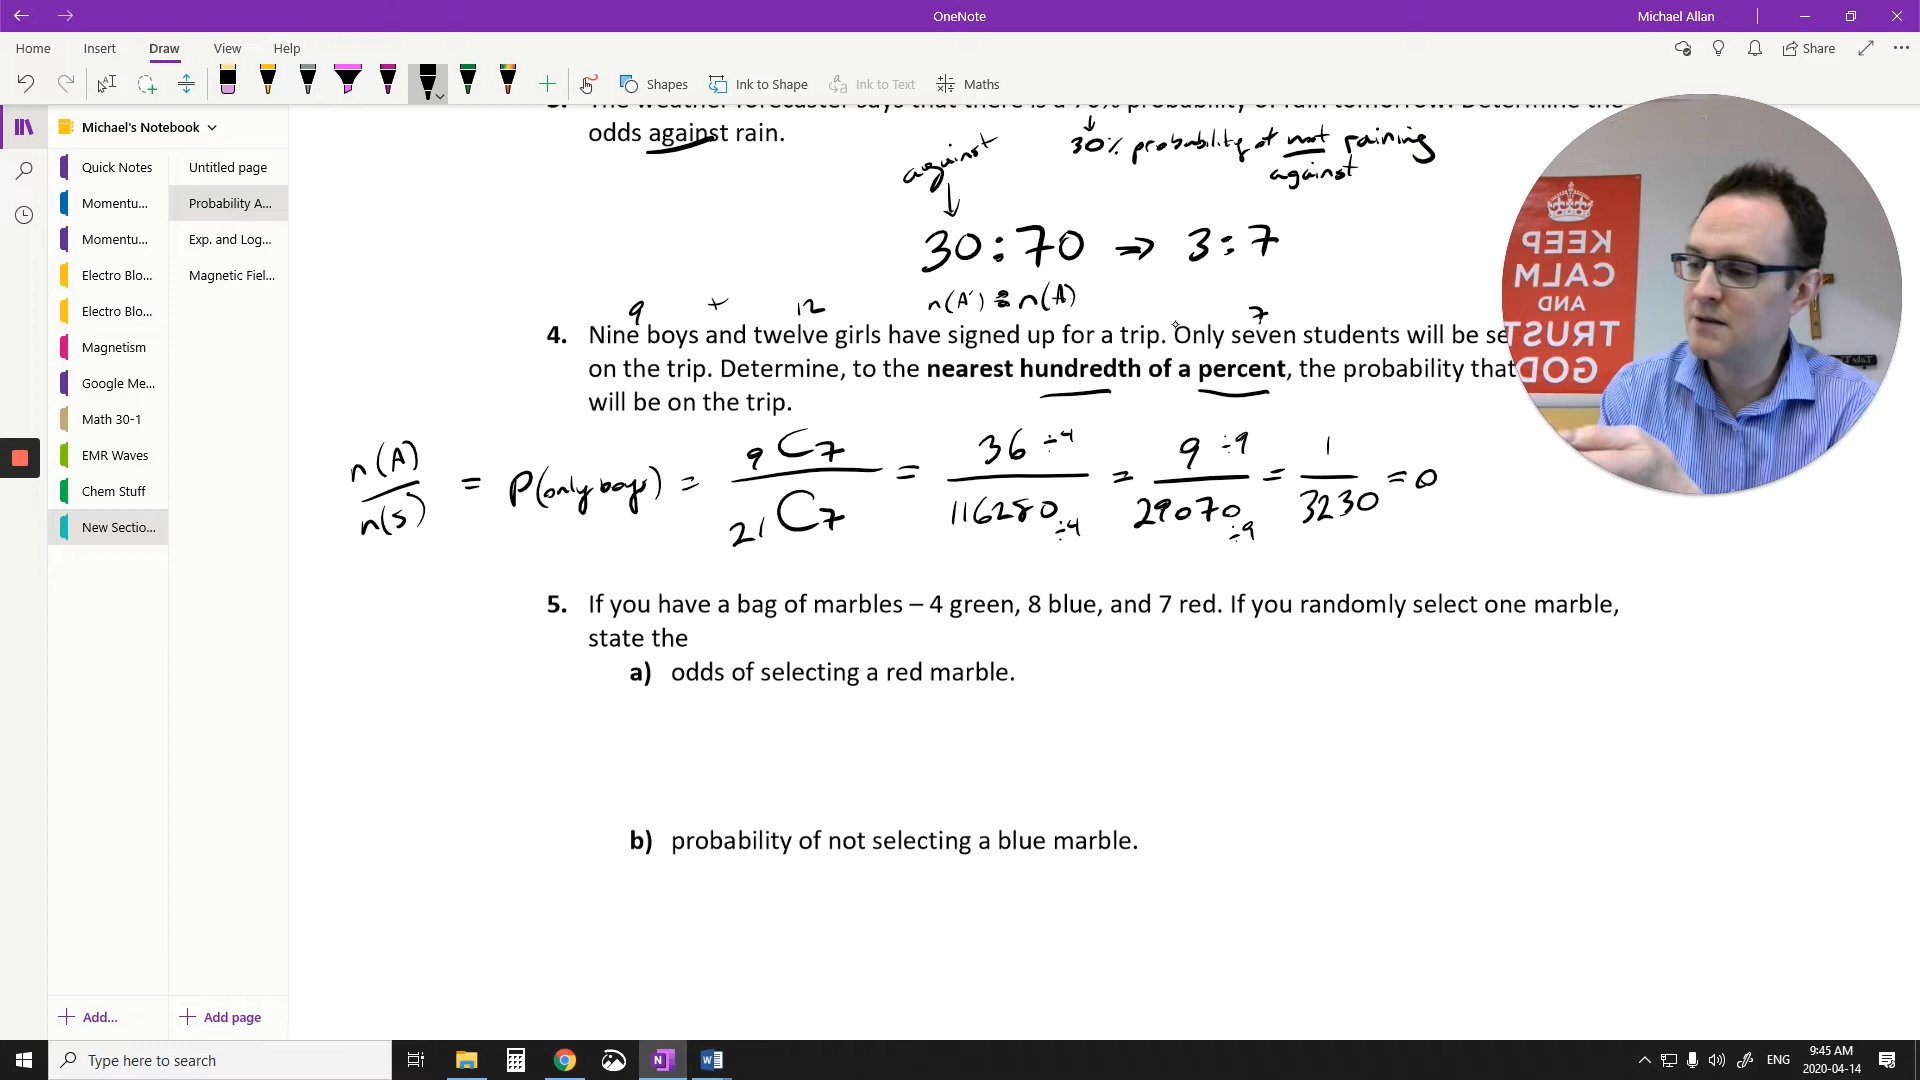 OneNote
Michael Allan
Home Insert Draw View Help
Share
Shapes Ink to Shape Ink to Text Maths
Michael's Notebook
Quick Notes
Momentu...
Momentu...
Electro Blo...
Electro Blo...
Magnetism
Google Me...
Math 30-1
EMR Waves
Chem Stuff
New Sectio...
Add...
Untitled page
Probability A...
Exp. and Log...
Magnetic Fiel...
Add page
odds against rain.
30% probability of not raining
against
against
30:70 ⇒ 3:7
n(A') : n(A)
9 + 12 7
4. Nine boys and twelve girls have signed up for a trip. Only seven students will be se
on the trip. Determine, to the nearest hundredth of a percent, the probability that
will be on the trip.
n(A)/n(S) = P(only boys) = 9C7/21C7 = 36÷4/116280÷4 = 9÷9/29070÷9 = 1/3230 = 0
5. If you have a bag of marbles – 4 green, 8 blue, and 7 red. If you randomly select one marble,
state the
a) odds of selecting a red marble.
b) probability of not selecting a blue marble.
KEEP
CALM
AND
TRUST
GOD
Type here to search
ENG
9:45 AM
2020-04-14